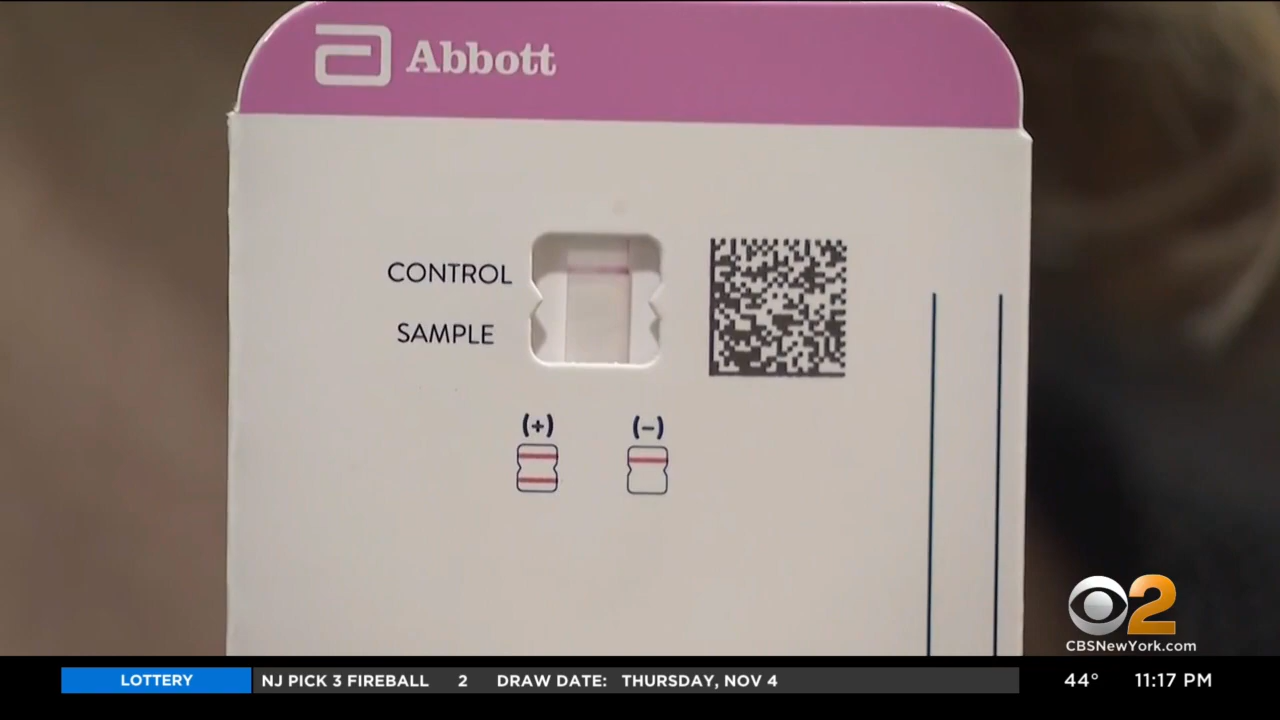 Abbott
CONTROL
SAMPLE
(+) (-)
2
CBSNewYork.com
LOTTERY NJ PICK 3 FIREBALL 2 DRAW DATE: THURSDAY, NOV 4 44° 11:17 PM